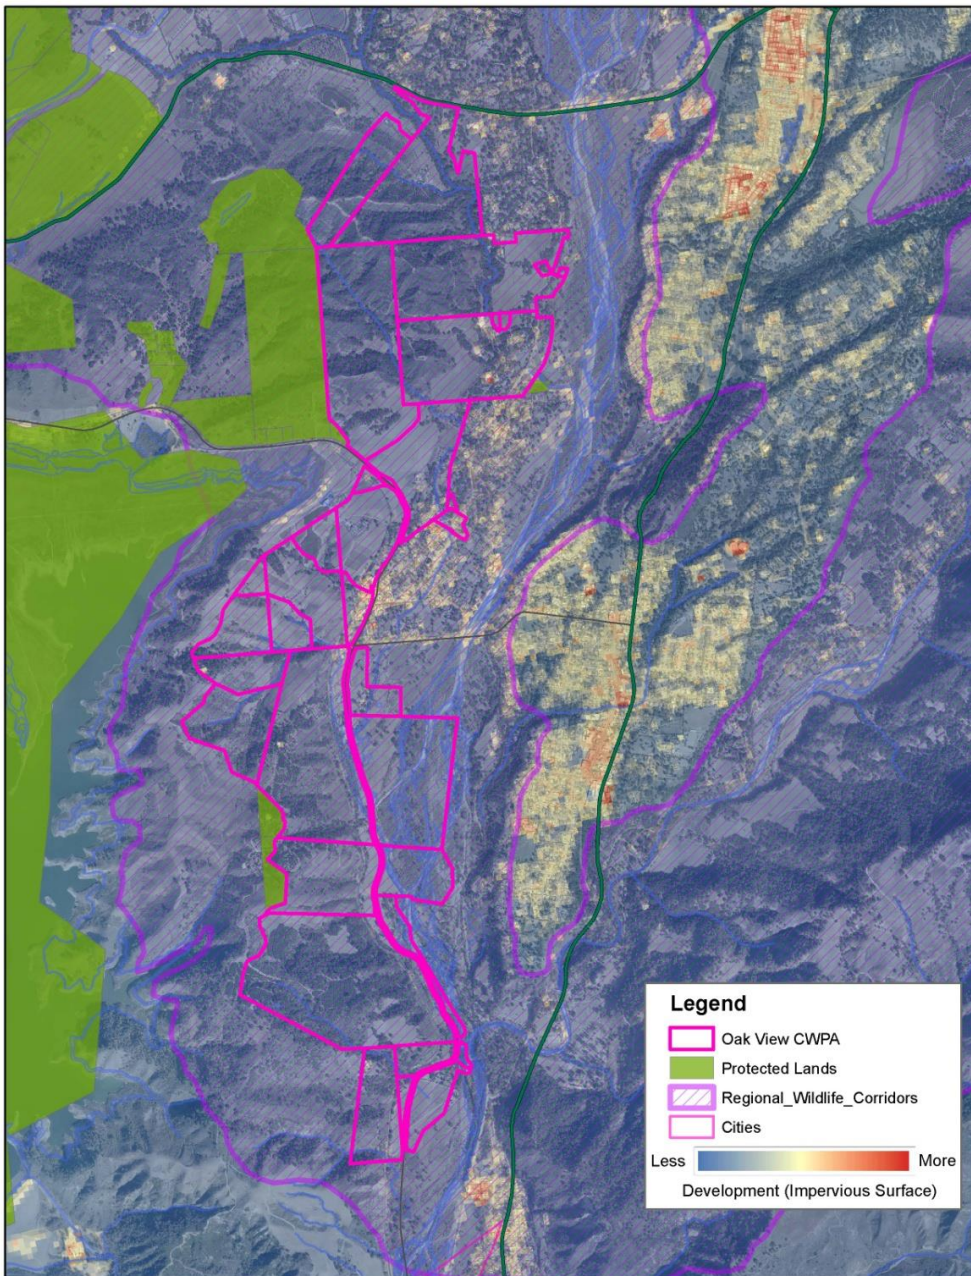 Legend
Oak View CWPA
Protected Lands
Regional_Wildlife_Corridors
Cities
Less More
Development (Impervious Surface)